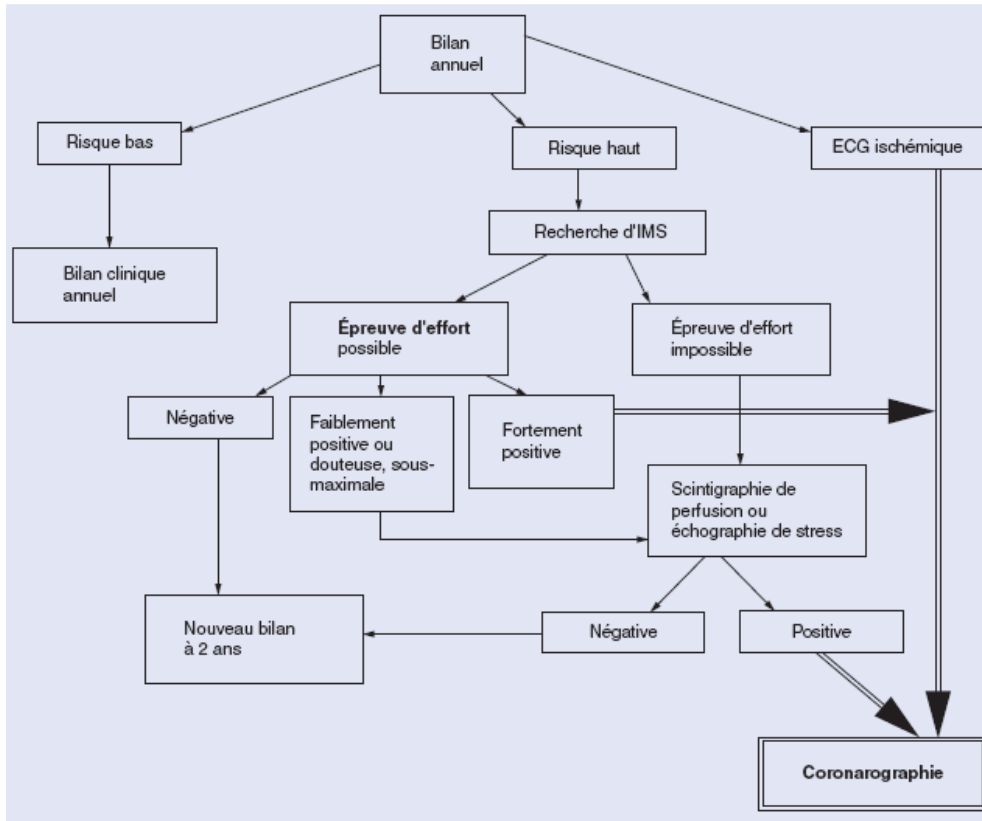 Bilan
annuel
Risque bas
Risque haut
ECG ischémique
Recherche d'IMS
Bilan clinique
annuel
Épreuve d'effort
possible
Épreuve d'effort
impossible
Négative
Faiblement
positive ou
douteuse, sous-
maximale
Fortement
positive
Scintigraphie de
perfusion ou
échographie de stress
Nouveau bilan
à 2 ans
Négative
Positive
Coronarographie